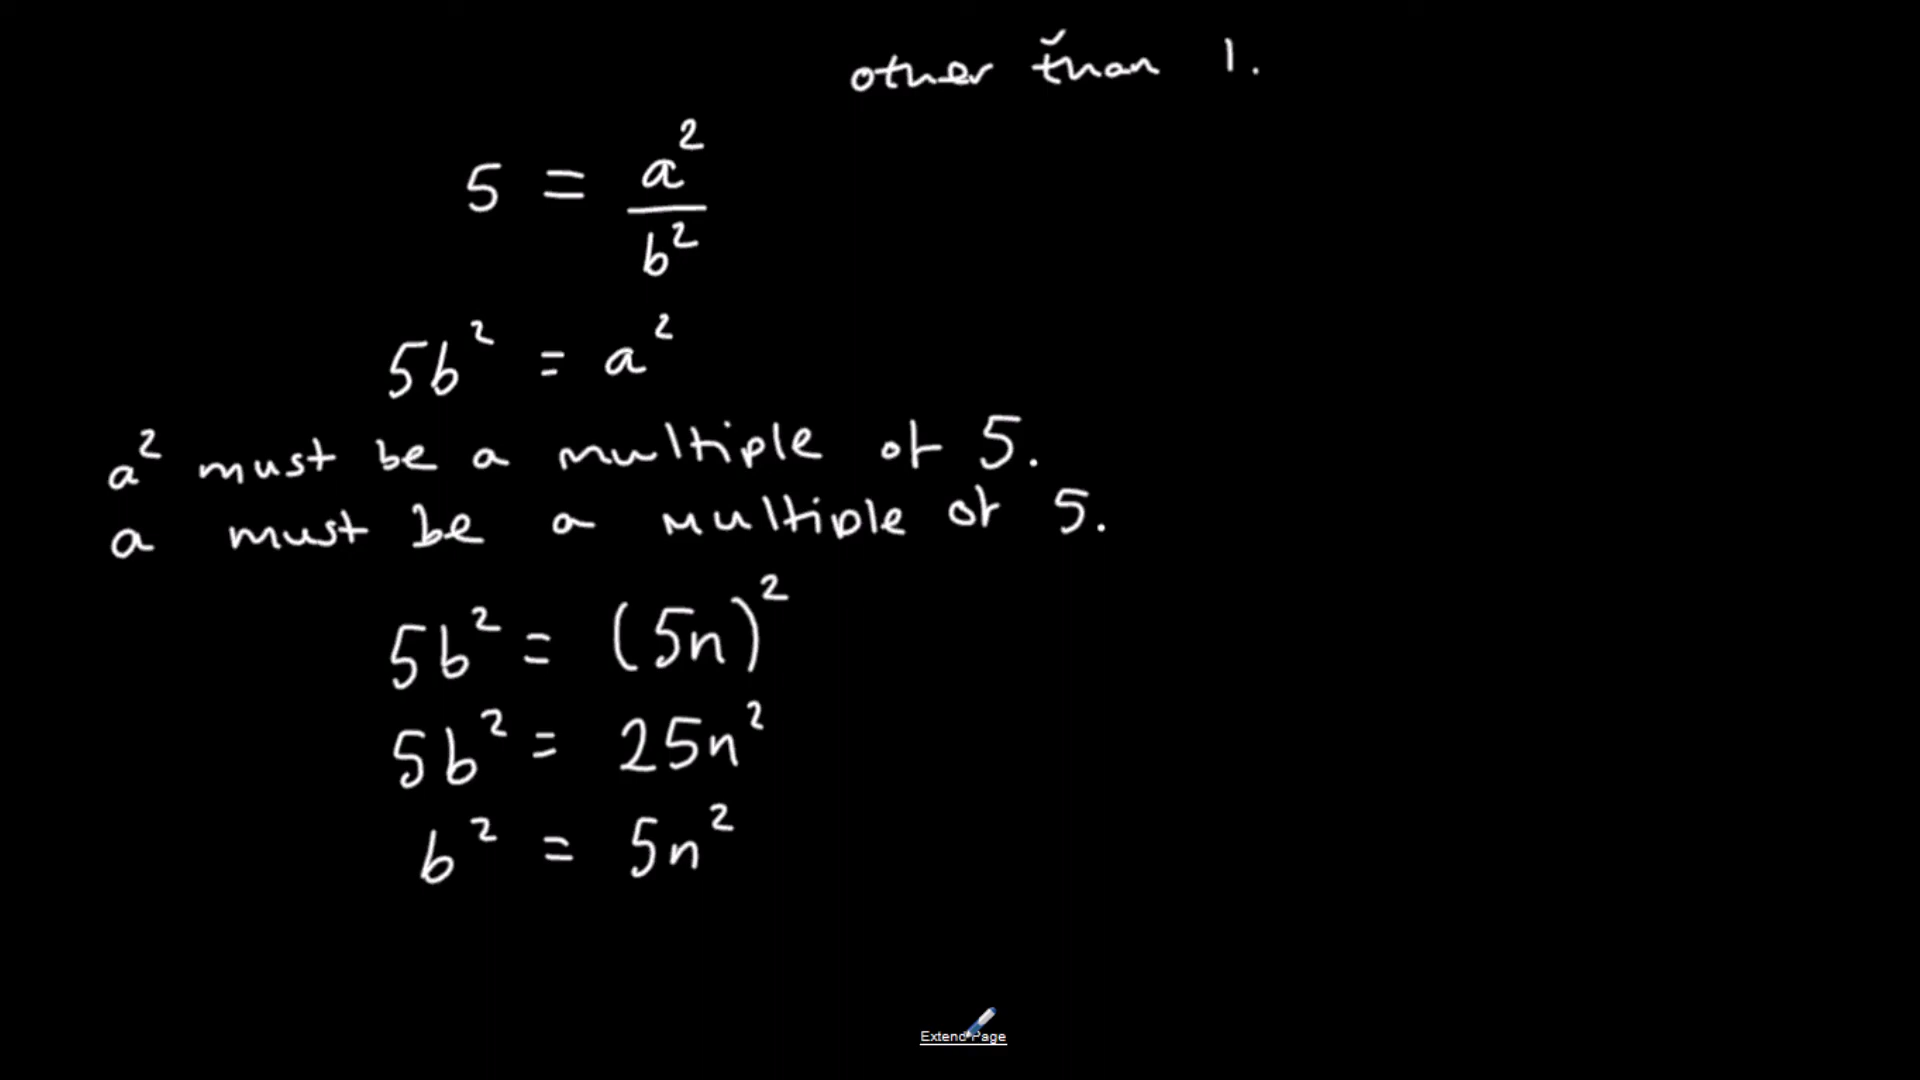 other than 1.
5 = a²/b²
5b² = a²
a² must be a multiple of 5.
a must be a multiple of 5.
5b² = (5n)²
5b² = 25n²
b² = 5n²
Extend Page